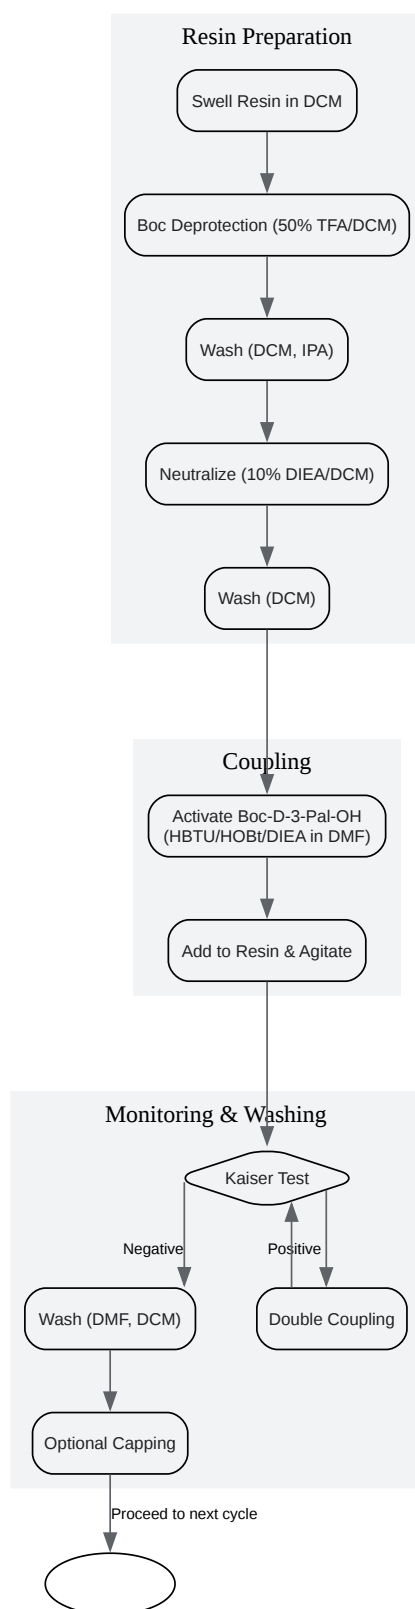 Resin Preparation
Swell Resin in DCM
Boc Deprotection (50% TFA/DCM)
Wash (DCM, IPA)
Neutralize (10% DIEA/DCM)
Wash (DCM)
Coupling
Activate Boc-D-3-Pal-OH
(HBTU/HOBt/DIEA in DMF)
Add to Resin & Agitate
Monitoring & Washing
Kaiser Test
Negative
Positive
Wash (DMF, DCM)
Double Coupling
Optional Capping
Proceed to next cycle